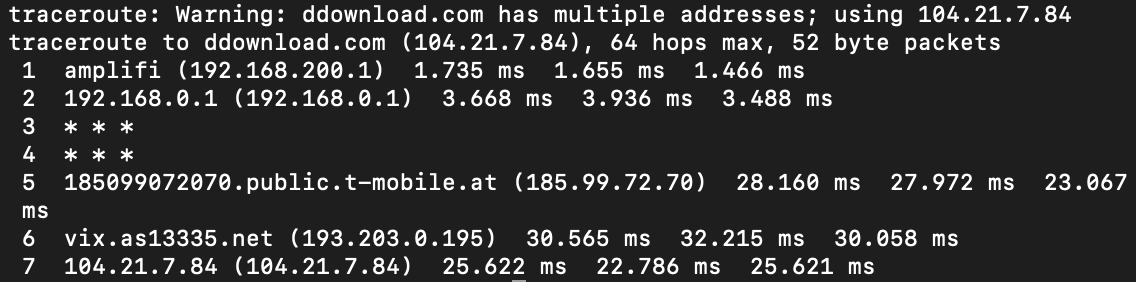 traceroute: Warning: ddownload.com has multiple addresses; using 104.21.7.84
traceroute to ddownload.com (104.21.7.84), 64 hops max, 52 byte packets
 1  amplifi (192.168.200.1)  1.735 ms  1.655 ms  1.466 ms
 2  192.168.0.1 (192.168.0.1)  3.668 ms  3.936 ms  3.488 ms
 3  * * *
 4  * * *
 5  185099072070.public.t-mobile.at (185.99.72.70)  28.160 ms  27.972 ms  23.067
 ms
 6  vix.as13335.net (193.203.0.195)  30.565 ms  32.215 ms  30.058 ms
 7  104.21.7.84 (104.21.7.84)  25.622 ms  22.786 ms  25.621 ms